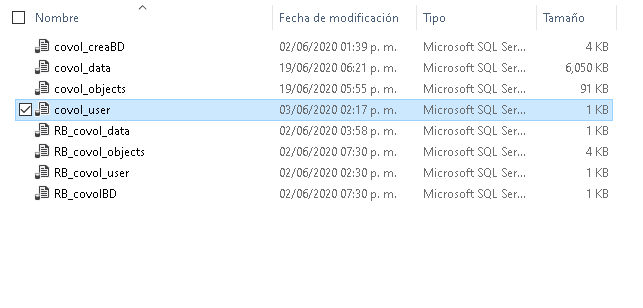 Nombre Fecha de modificación Tipo Tamaño
covol_creaBD 02/06/2020 01:39 p. m. Microsoft SQL Ser... 4 KB
covol_data 19/06/2020 06:21 p. m. Microsoft SQL Ser... 6,050 KB
covol_objects 19/06/2020 05:55 p. m. Microsoft SQL Ser... 91 KB
covol_user 03/06/2020 02:17 p. m. Microsoft SQL Ser... 1 KB
RB_covol_data 02/06/2020 03:58 p. m. Microsoft SQL Ser... 1 KB
RB_covol_objects 02/06/2020 07:30 p. m. Microsoft SQL Ser... 4 KB
RB_covol_user 02/06/2020 02:30 p. m. Microsoft SQL Ser... 1 KB
RB_covolBD 02/06/2020 07:30 p. m. Microsoft SQL Ser... 1 KB